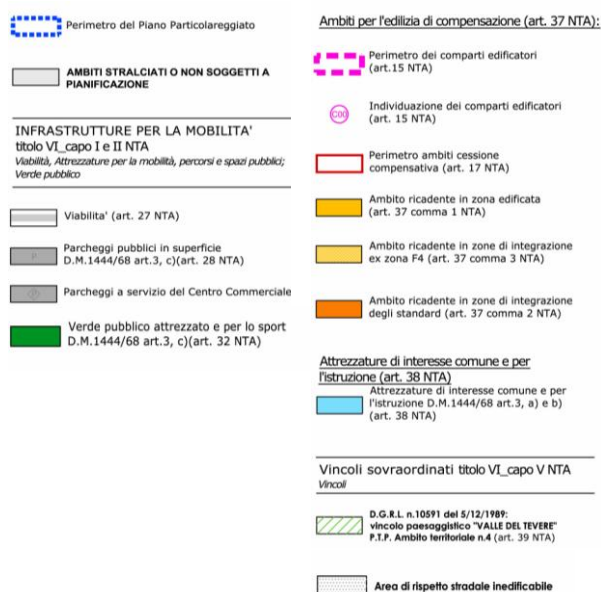 Perimetro del Piano Particolareggiato
AMBITI STRALCIATI O NON SOGGETTI A
PIANIFICAZIONE
INFRASTRUTTURE PER LA MOBILITA'
titolo VI_capo I e II NTA
Viabilità, Attrezzature per la mobilità, percorsi e spazi pubblici;
Verde pubblico
Viabilita' (art. 27 NTA)
P
Parcheggi pubblici in superficie
D.M.1444/68 art.3, c)(art. 28 NTA)
Parcheggi a servizio del Centro Commerciale
Verde pubblico attrezzato e per lo sport
D.M.1444/68 art.3, c)(art. 32 NTA)
Ambiti per l'edilizia di compensazione (art. 37 NTA):
Perimetro dei comparti edificatori
(art.15 NTA)
Individuazione dei comparti edificatori
(art. 15 NTA)
Perimetro ambiti cessione
compensativa (art. 17 NTA)
Ambito ricadente in zona edificata
(art. 37 comma 1 NTA)
Ambito ricadente in zone di integrazione
ex zona F4 (art. 37 comma 3 NTA)
Ambito ricadente in zone di integrazione
degli standard (art. 37 comma 2 NTA)
Attrezzature di interesse comune e per
l'istruzione (art. 38 NTA)
Attrezzature di interesse comune e per
l'istruzione D.M.1444/68 art.3, a) e b)
(art. 38 NTA)
Vincoli sovraordinati titolo VI_capo V NTA
Vincoli
D.G.R.L. n.10591 del 5/12/1989:
vincolo paesaggistico "VALLE DEL TEVERE"
P.T.P. Ambito territoriale n.4 (art. 39 NTA)
Area di rispetto stradale inedificabile